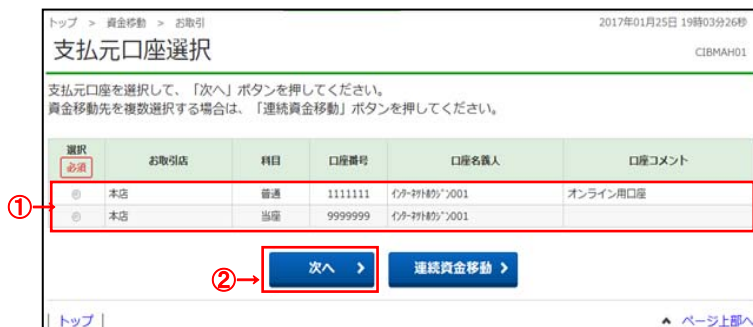 トップ > 資金移動 > お取引
2017年01月25日 19時03分26秒
支払元口座選択
CIBMAH01
支払元口座を選択して、「次へ」ボタンを押してください。
資金移動先を複数選択する場合は、「連続資金移動」ボタンを押してください。
選択 必須 お取引店 科目 口座番号 口座名義人 口座コメント
① 本店 普通 1111111 ｲﾝﾀｰﾈｯﾄﾎｳｼﾞﾝ001 オンライン用口座
本店 当座 9999999 ｲﾝﾀｰﾈｯﾄﾎｳｼﾞﾝ001
② 次へ 連続資金移動
| トップ | ページ上部へ